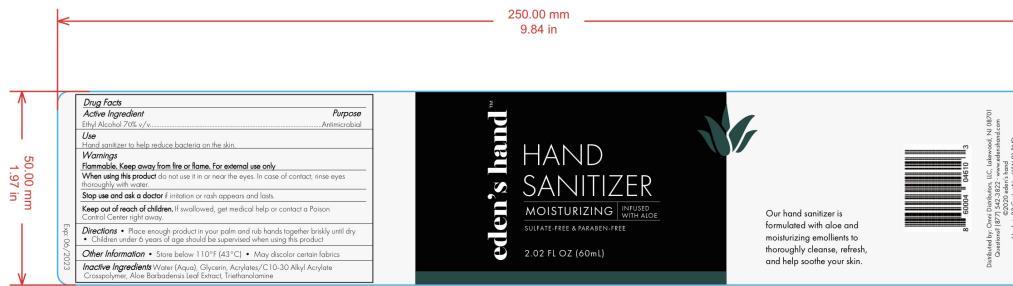 250.00 mm
9.84 in
50.00 mm
1.97 in
Exp: 06/2023
Drug Facts
Active Ingredient Purpose
Ethyl Alcohol 70% v/v Antimicrobial
Use
Hand sanitizer to help reduce bacteria on the skin.
Warnings
Flammable. Keep away from fire or flame. For external use only
When using this product do not use it in or near the eyes. In case of contact, rinse eyes
thoroughly with water.
Stop use and ask a doctor if irritation or rash appears and lasts.
Keep out of reach of children. If swallowed, get medical help or contact a Poison
Control Center right away.
Directions • Place enough product in your palm and rub hands together briskly until dry
• Children under 6 years of age should be supervised when using this product
Other Information • Store below 110°F (43°C) • May discolor certain fabrics
Inactive Ingredients Water (Aqua), Glycerin, Acrylates/C10-30 Alkyl Acrylate
Crosspolymer, Aloe Barbadensis Leaf Extract, Triethanolamine
eden's hand™
HAND
SANITIZER
MOISTURIZING
INFUSED
WITH ALOE
SULFATE-FREE & PARABEN-FREE
2.02 FL OZ (60mL)
Our hand sanitizer is
formulated with aloe and
moisturizing emollients to
thoroughly cleanse, refresh,
and help soothe your skin.
8 60004 04610 3
Distributed by: Omni Distributors, LLC, Lakewood, NJ 08701
Questions? (877) 542-3822 • www.edenshand.com
©2020 eden's hand